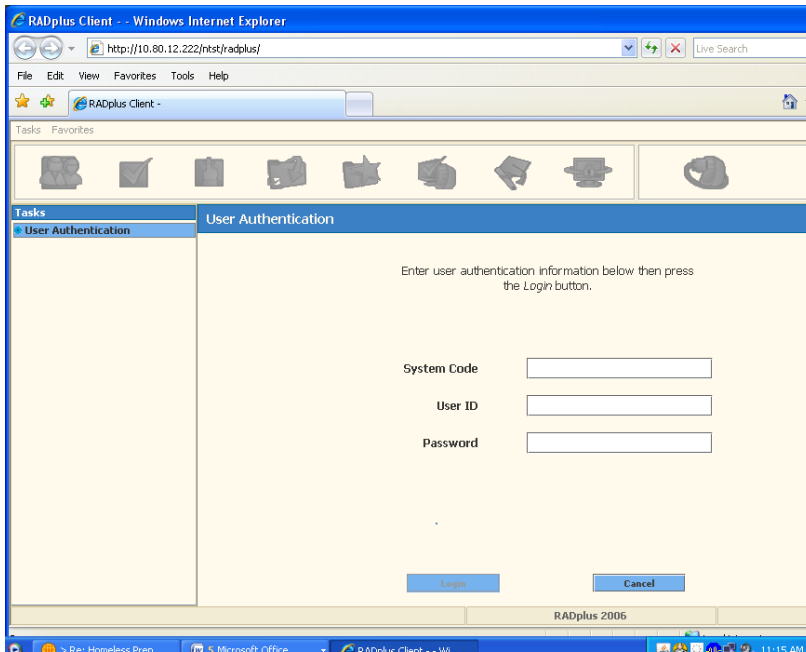 RADplus Client - - Windows Internet Explorer
http://10.80.12.222/ntst/radplus/
Live Search
File Edit View Favorites Tools Help
RADplus Client -
Tasks Favorites
Tasks
User Authentication
User Authentication
Enter user authentication information below then press
the Login button.
System Code
User ID
Password
Login
Cancel
RADplus 2006
> Re: Homeless Prep
5 Microsoft Office
RADplus Client - - Wi
11:15 AM